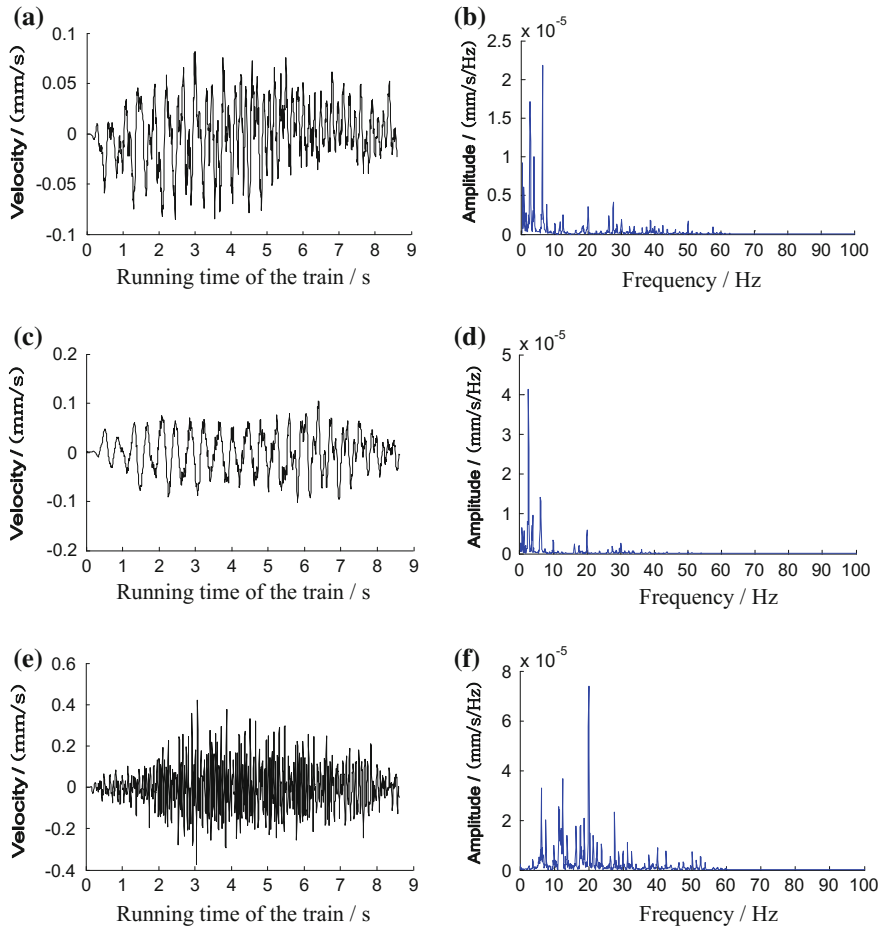 (a)
0.1
0.05
0
-0.05
-0.1
Velocity / (mm/s)
0 1 2 3 4 5 6 7 8 9
Running time of the train / s
(b)
x 10-5
2.5
2
1.5
1
0.5
0
Amplitude / (mm/s/Hz)
0 10 20 30 40 50 60 70 80 90 100
Frequency / Hz
(c)
0.2
0.1
0
-0.1
-0.2
Velocity / (mm/s)
0 1 2 3 4 5 6 7 8 9
Running time of the train / s
(d)
x 10-5
5
4
3
2
1
0
Amplitude / (mm/s/Hz)
0 10 20 30 40 50 60 70 80 90 100
Frequency / Hz
(e)
0.6
0.4
0.2
0
-0.2
-0.4
Velocity / (mm/s)
0 1 2 3 4 5 6 7 8 9
Running time of the train / s
(f)
x 10-5
8
6
4
2
0
Amplitude / (mm/s/Hz)
0 10 20 30 40 50 60 70 80 90 100
Frequency / Hz